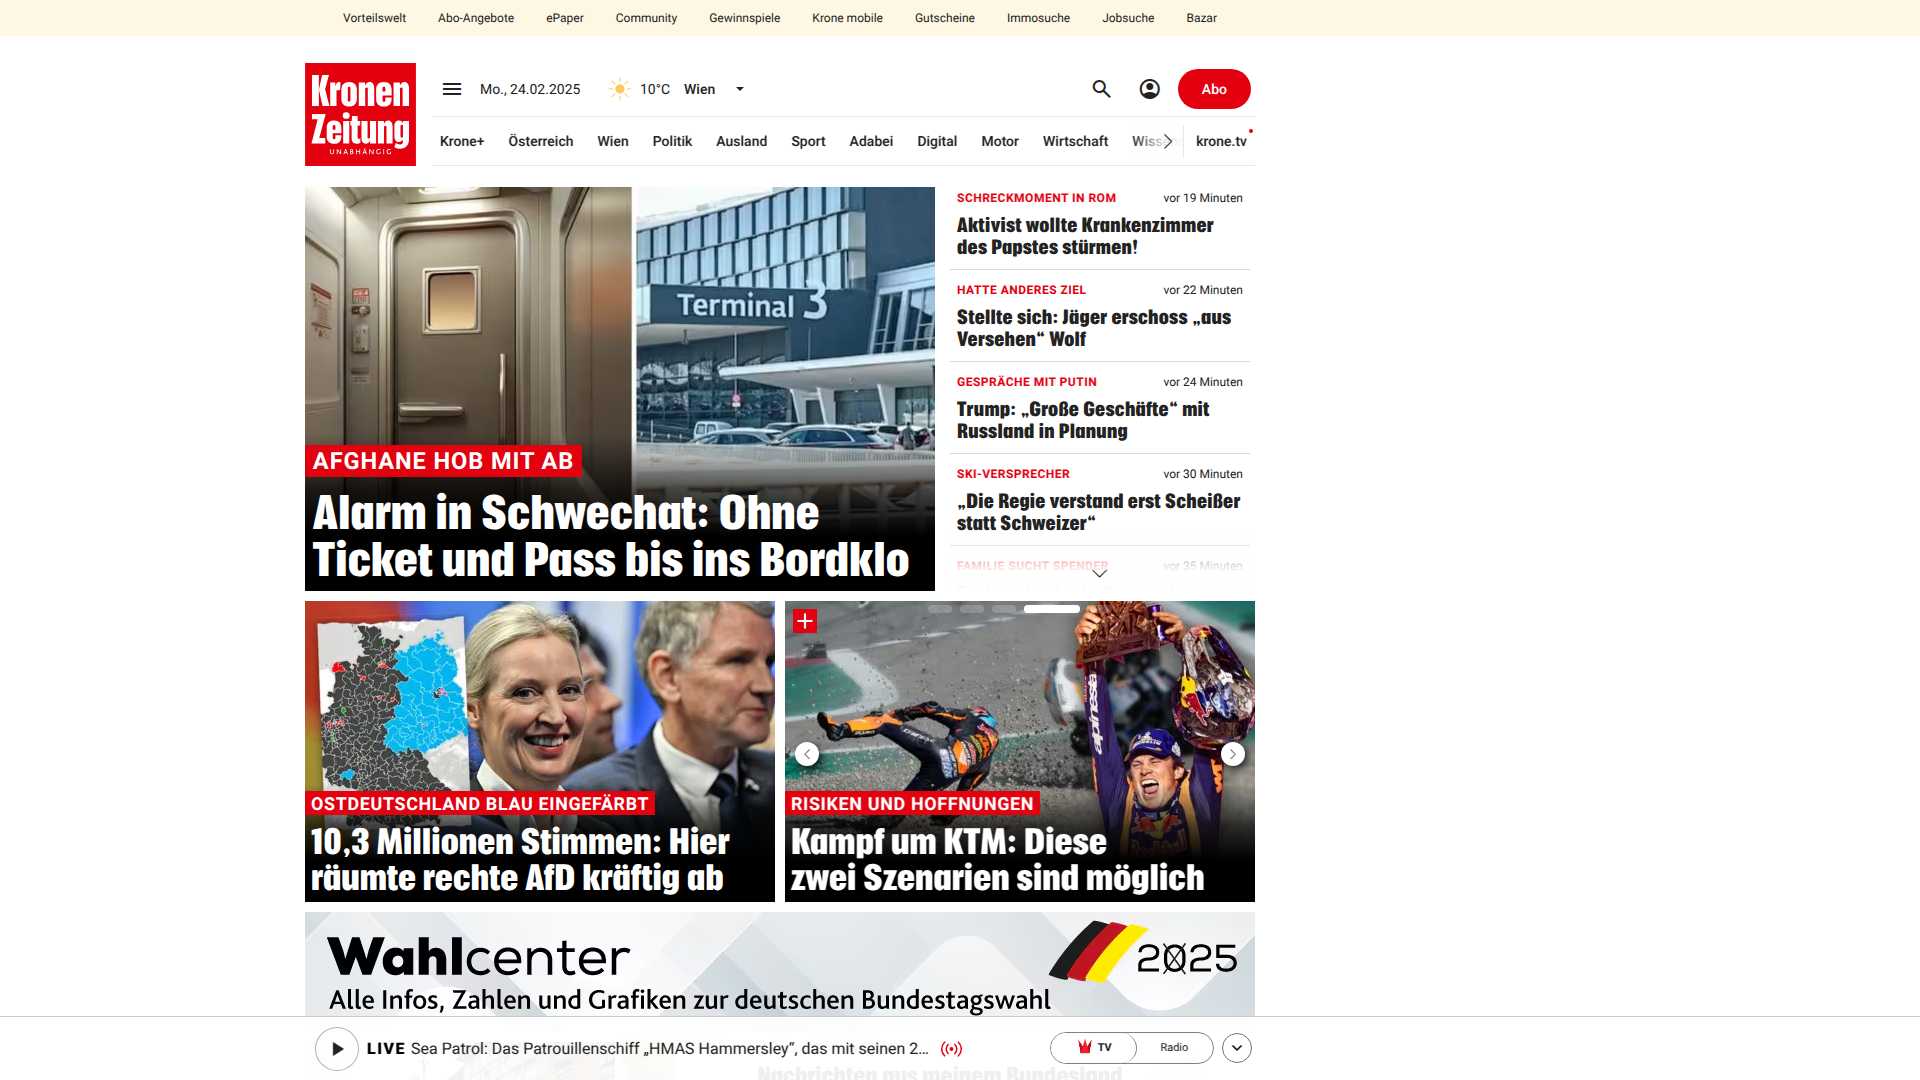 Vorteilswelt Abo-Angebote ePaper Community Gewinnspiele Krone mobile Gutscheine Immosuche Jobsuche Bazar
Kronen
Zeitung
UNABHÄNGIG
Mo., 24.02.2025 10°C Wien
Abo
Krone+ Österreich Wien Politik Ausland Sport Adabei Digital Motor Wirtschaft krone.tv
Terminal 3
AFGHANE HOB MIT AB
Alarm in Schwechat: Ohne
Ticket und Pass bis ins Bordklo
SCHRECKMOMENT IN ROM vor 19 Minuten
Aktivist wollte Krankenzimmer
des Papstes stürmen!
HATTE ANDERES ZIEL vor 22 Minuten
Stellte sich: Jäger erschoss „aus
Versehen“ Wolf
GESPRÄCHE MIT PUTIN vor 24 Minuten
Trump: „Große Geschäfte“ mit
Russland in Planung
SKI-VERSPRECHER vor 30 Minuten
„Die Regie verstand erst Scheißer
statt Schweizer“
FAMILIE SUCHT SPENDER vor 35 Minuten
OSTDEUTSCHLAND BLAU EINGEFÄRBT
10,3 Millionen Stimmen: Hier
räumte rechte AfD kräftig ab
alpinestars
RISIKEN UND HOFFNUNGEN
Kampf um KTM: Diese
zwei Szenarien sind möglich
Wahlcenter
2025
Alle Infos, Zahlen und Grafiken zur deutschen Bundestagswahl
LIVE Sea Patrol: Das Patrouillenschiff „HMAS Hammersley“, das mit seinen 2...
TV Radio
Nachrichten aus meinem Bundesland